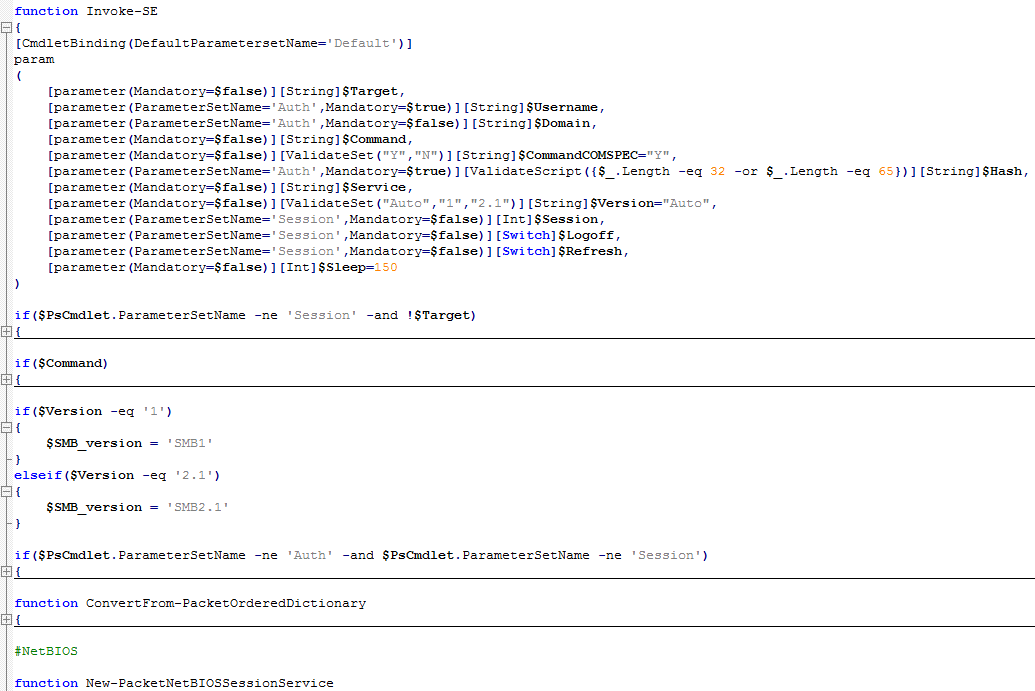 function Invoke-SE
{
[CmdletBinding(DefaultParametersetName='Default')]
param
(
    [parameter(Mandatory=$false)][String]$Target,
    [parameter(ParameterSetName='Auth',Mandatory=$true)][String]$Username,
    [parameter(ParameterSetName='Auth',Mandatory=$false)][String]$Domain,
    [parameter(Mandatory=$false)][String]$Command,
    [parameter(Mandatory=$false)][ValidateSet("Y","N")][String]$CommandCOMSPEC="Y",
    [parameter(ParameterSetName='Auth',Mandatory=$true)][ValidateScript({$_.Length -eq 32 -or $_.Length -eq 65})][String]$Hash,
    [parameter(Mandatory=$false)][String]$Service,
    [parameter(Mandatory=$false)][ValidateSet("Auto","1","2.1")][String]$Version="Auto",
    [parameter(ParameterSetName='Session',Mandatory=$false)][Int]$Session,
    [parameter(ParameterSetName='Session',Mandatory=$false)][Switch]$Logoff,
    [parameter(ParameterSetName='Session',Mandatory=$false)][Switch]$Refresh,
    [parameter(Mandatory=$false)][Int]$Sleep=150
)
if($PsCmdlet.ParameterSetName -ne 'Session' -and !$Target)
{
if($Command)
{
if($Version -eq '1')
{
    $SMB_version = 'SMB1'
}
elseif($Version -eq '2.1')
{
    $SMB_version = 'SMB2.1'
}
if($PsCmdlet.ParameterSetName -ne 'Auth' -and $PsCmdlet.ParameterSetName -ne 'Session')
{
function ConvertFrom-PacketOrderedDictionary
{
#NetBIOS
function New-PacketNetBIOSSessionService